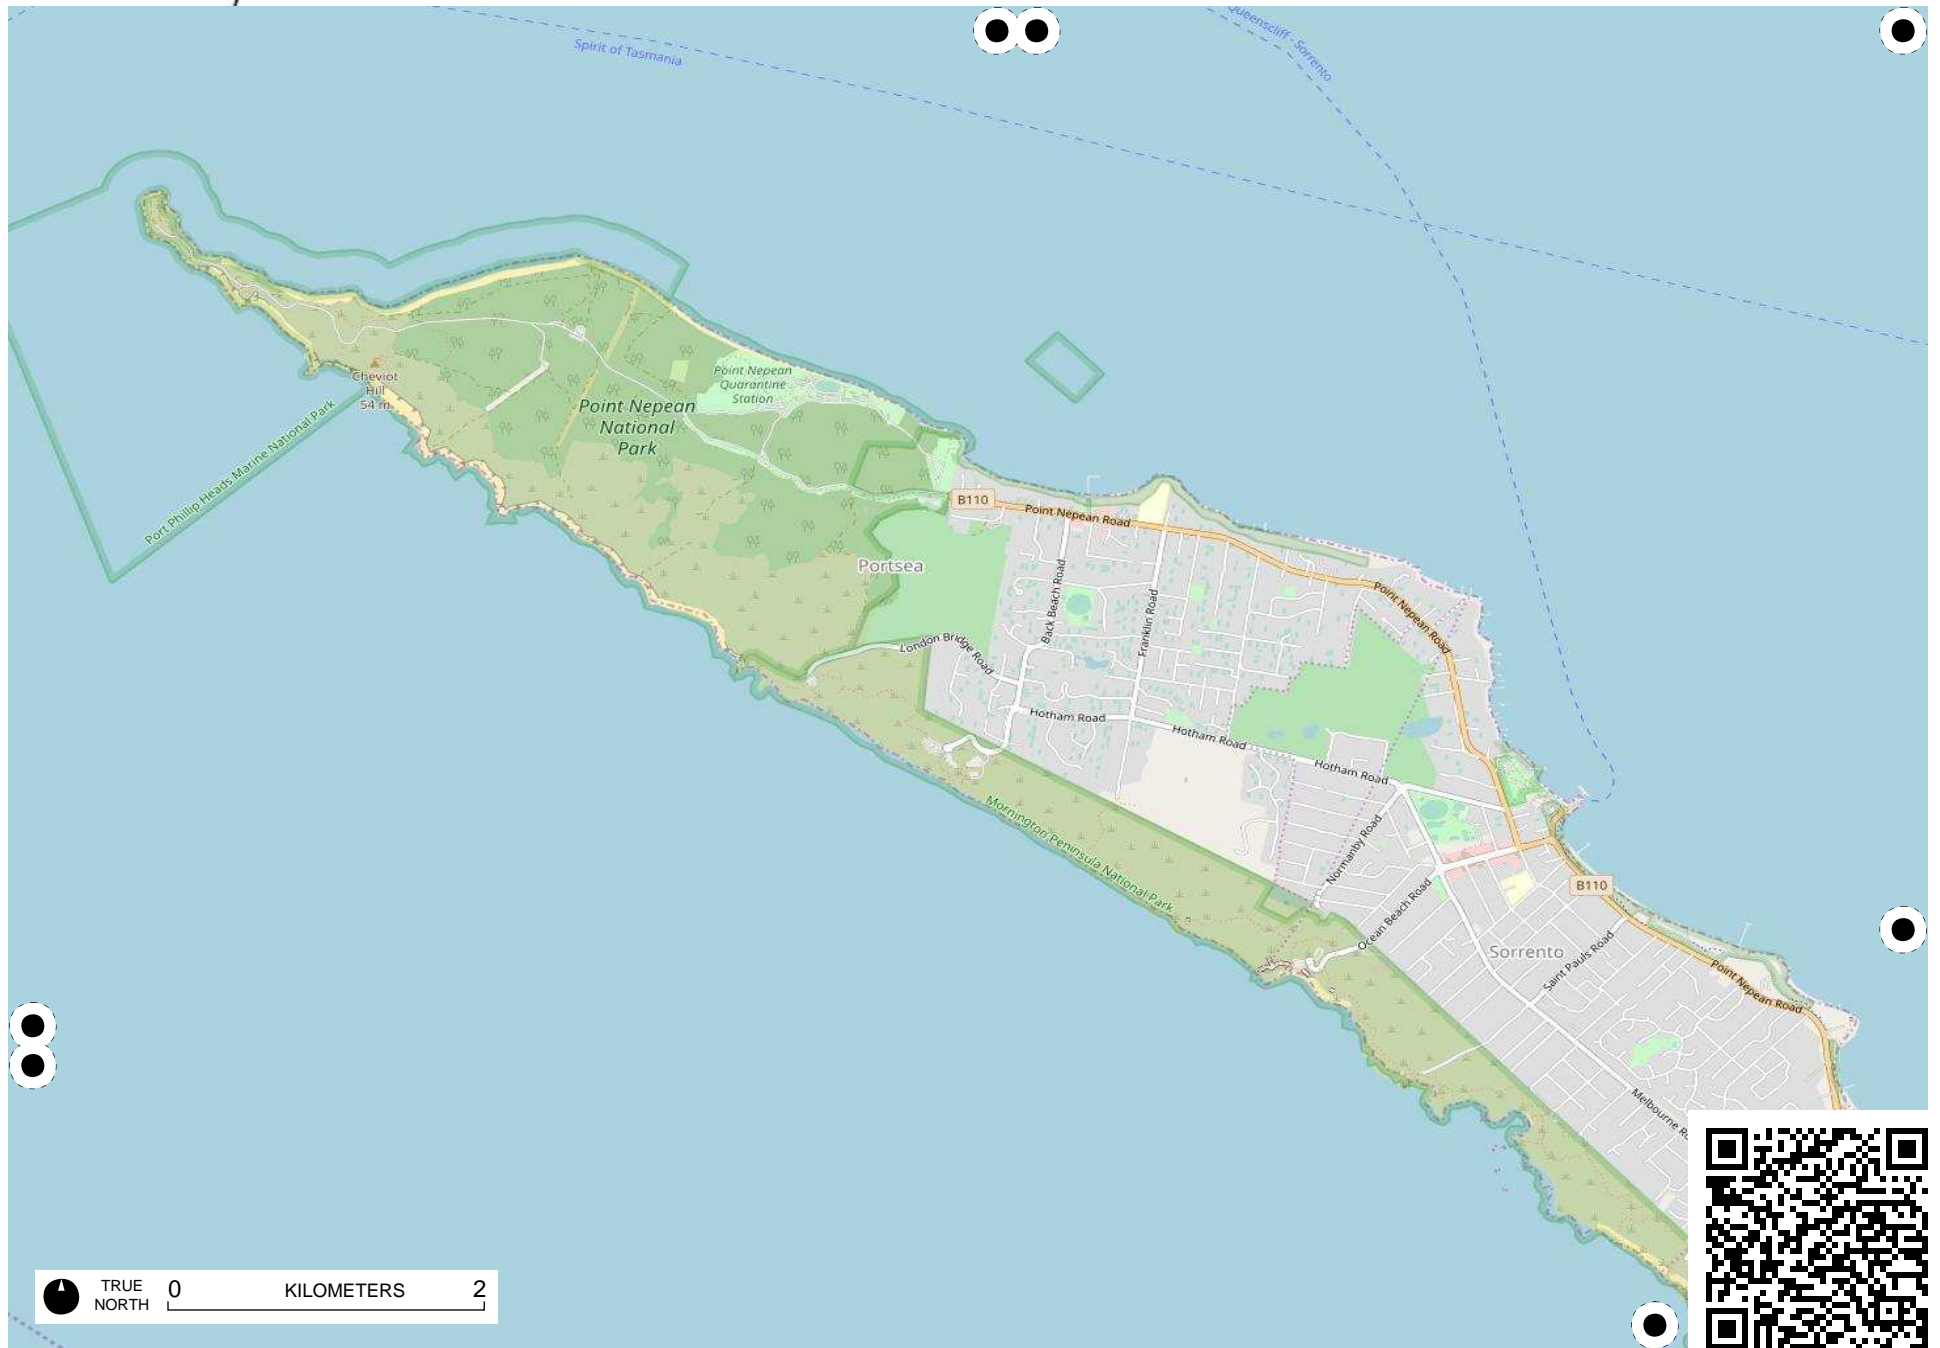 Spirit of Tasmania
Queenscliff - Sorrento
Point Nepean
Quarantine
Station
Cheviot
Hill
54 m
Point Nepean
National
Park
Port Phillip Heads Marine National Park
B110
Point Nepean Road
Portsea
Back Beach Road
Franklin Road
Point Nepean Road
London Bridge Road
Hotham Road
Hotham Road
Hotham Road
Mornington Peninsula National Park
Normanby Road
Ocean Beach Road
B110
Sorrento
Saint Pauls Road
Point Nepean Road
Melbourne Ro
TRUE
NORTH
0
KILOMETERS
2